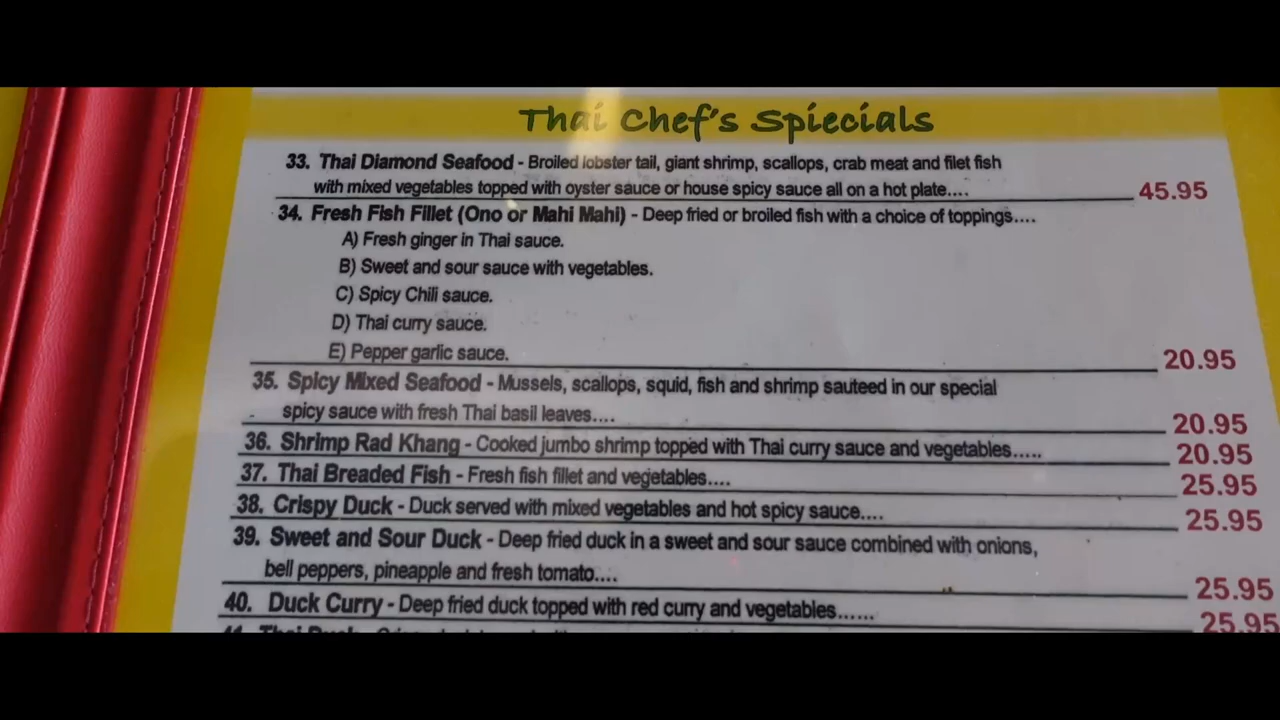 Thai Chef's Spiecials
33. Thai Diamond Seafood - Broiled lobster tail, giant shrimp, scallops, crab meat and filet fish
with mixed vegetables topped with oyster sauce or house spicy sauce all on a hot plate.... 45.95
34. Fresh Fish Fillet (Ono or Mahi Mahi) - Deep fried or broiled fish with a choice of toppings....
A) Fresh ginger in Thai sauce.
B) Sweet and sour sauce with vegetables.
C) Spicy Chili sauce.
D) Thai curry sauce.
E) Pepper garlic sauce. 20.95
35. Spicy Mixed Seafood - Mussels, scallops, squid, fish and shrimp sauteed in our special
spicy sauce with fresh Thai basil leaves.... 20.95
36. Shrimp Rad Khang - Cooked jumbo shrimp topped with Thai curry sauce and vegetables..... 20.95
37. Thai Breaded Fish - Fresh fish fillet and vegetables.... 25.95
38. Crispy Duck - Duck served with mixed vegetables and hot spicy sauce.... 25.95
39. Sweet and Sour Duck - Deep fried duck in a sweet and sour sauce combined with onions,
bell peppers, pineapple and fresh tomato.... 25.95
40. Duck Curry - Deep fried duck topped with red curry and vegetables...... 25.95